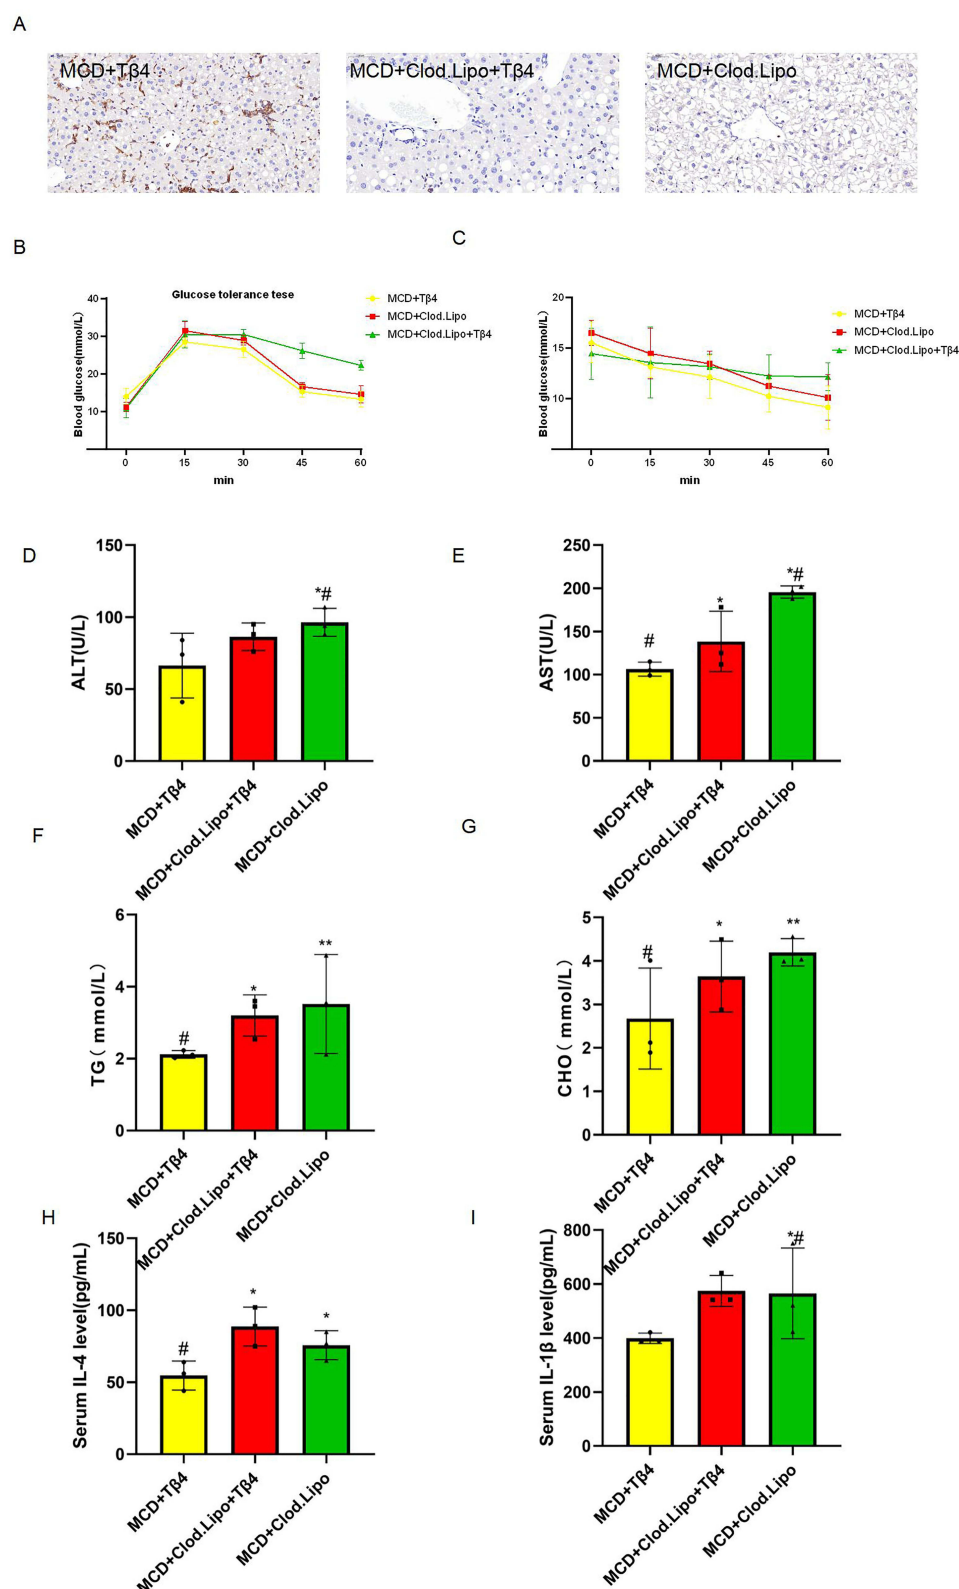 A
MCD+Tβ4
MCD+Clod.Lipo+Tβ4
MCD+Clod.Lipo
B
Glucose tolerance tese
Blood glucose(mmol/L)
40
30
20
10
0
15
30
45
60
min
MCD+Tβ4
MCD+Clod.Lipo
MCD+Clod.Lipo+Tβ4
C
Blood glucose(mmol/L)
20
15
10
0
15
30
45
60
min
MCD+Tβ4
MCD+Clod.Lipo
MCD+Clod.Lipo+Tβ4
D
ALT(U/L)
150
100
50
0
*#
MCD+Tβ4
MCD+Clod.Lipo+Tβ4
MCD+Clod.Lipo
E
AST(U/L)
250
200
150
100
50
0
#
*
*#
MCD+Tβ4
MCD+Clod.Lipo+Tβ4
MCD+Clod.Lipo
F
TG( mmol/L)
6
4
2
0
#
*
**
MCD+Tβ4
MCD+Clod.Lipo+Tβ4
MCD+Clod.Lipo
G
CHO( mmol/L)
5
4
3
2
1
0
#
*
**
MCD+Tβ4
MCD+Clod.Lipo+Tβ4
MCD+Clod.Lipo
H
Serum IL-4 level(pg/mL)
150
100
50
0
#
*
*
MCD+Tβ4
MCD+Clod.Lipo+Tβ4
MCD+Clod.Lipo
I
Serum IL-1β level(pg/mL)
800
600
400
200
0
*#
MCD+Tβ4
MCD+Clod.Lipo+Tβ4
MCD+Clod.Lipo